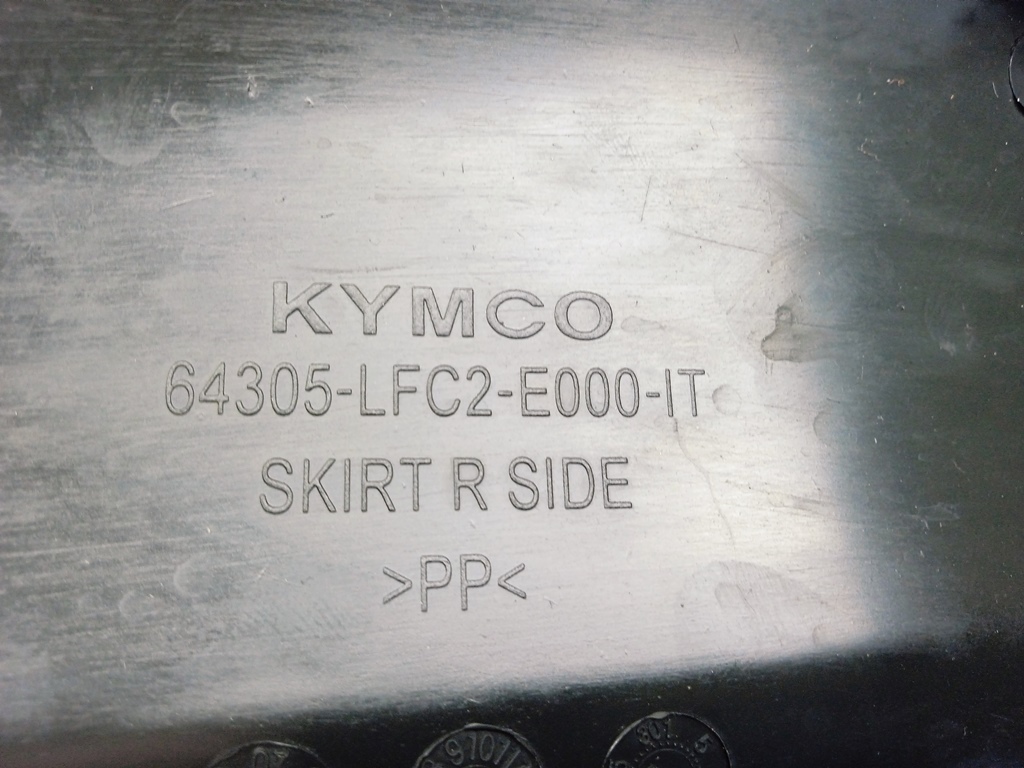 KYMCO
64305-LFC2-E000-IT
SKIRT R SIDE
>PP<